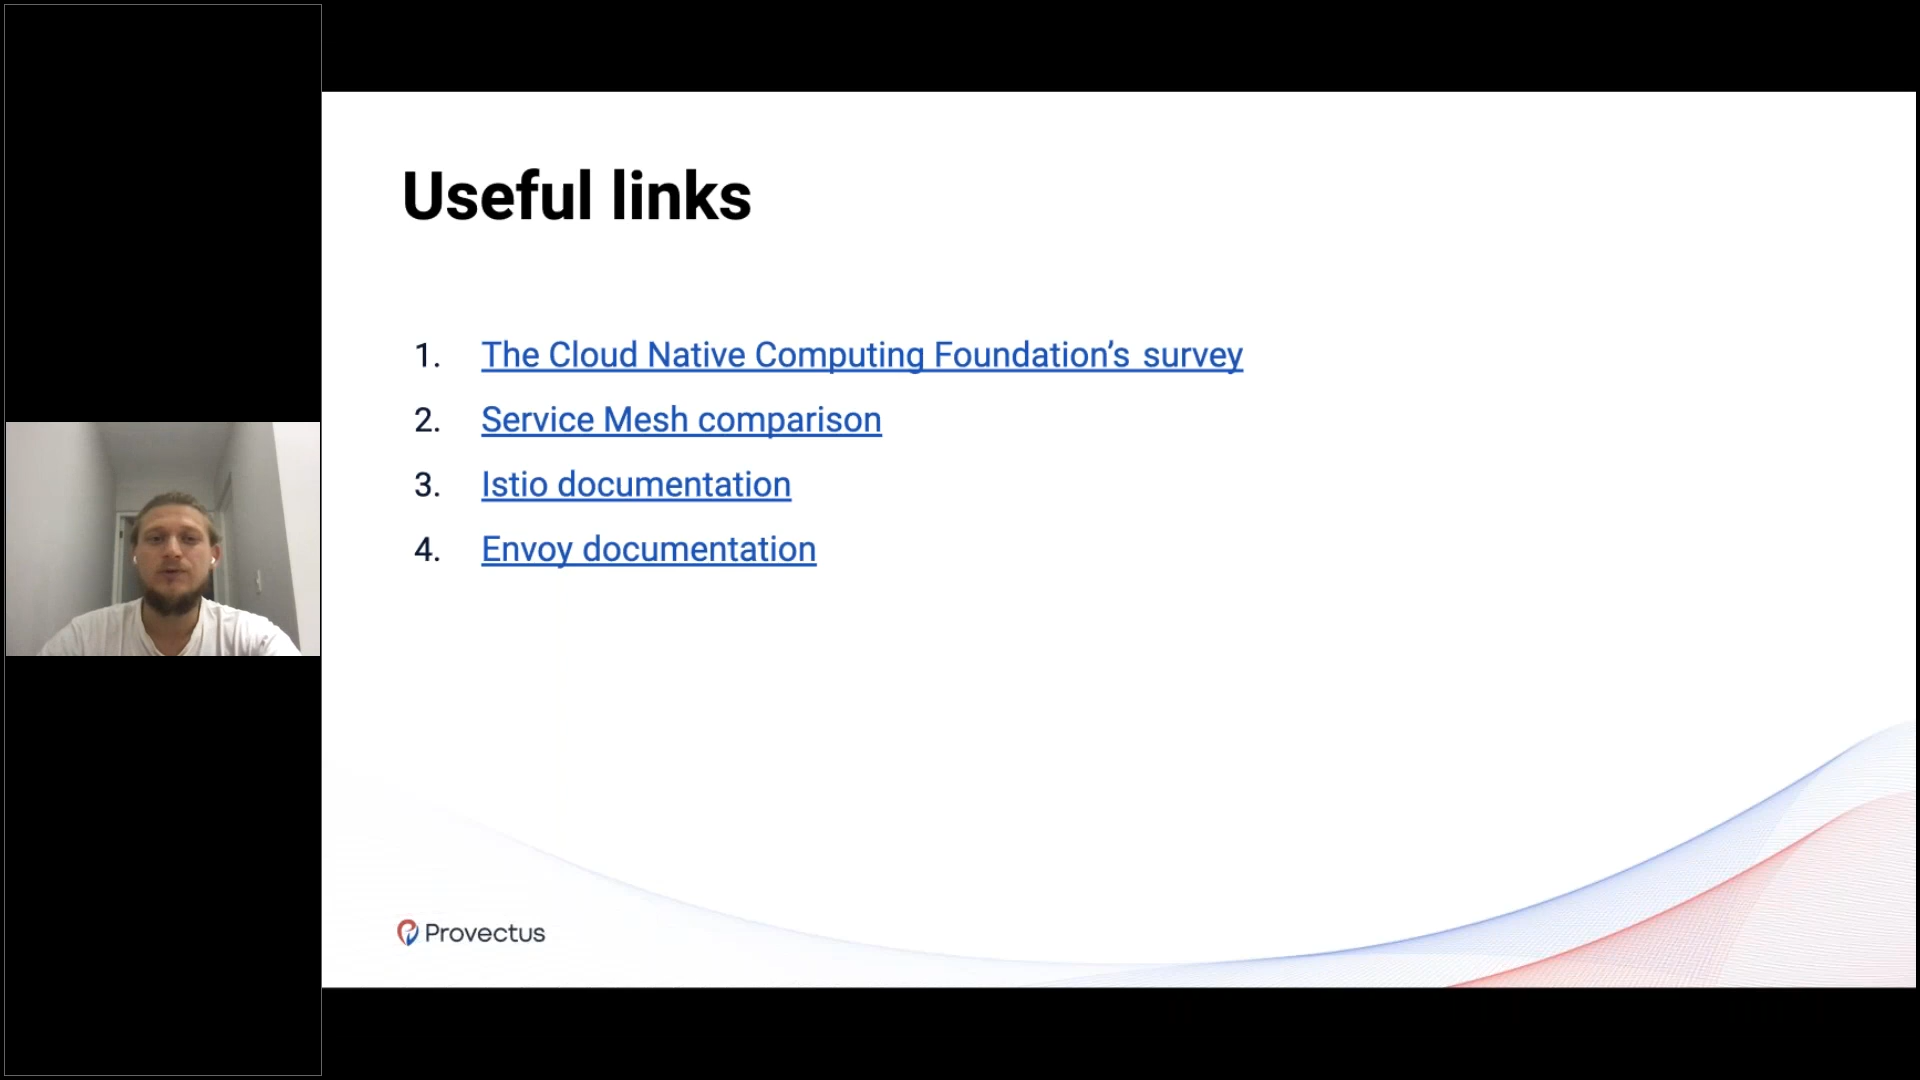 Useful links
1. The Cloud Native Computing Foundation’s survey
2. Service Mesh comparison
3. Istio documentation
4. Envoy documentation
Provectus